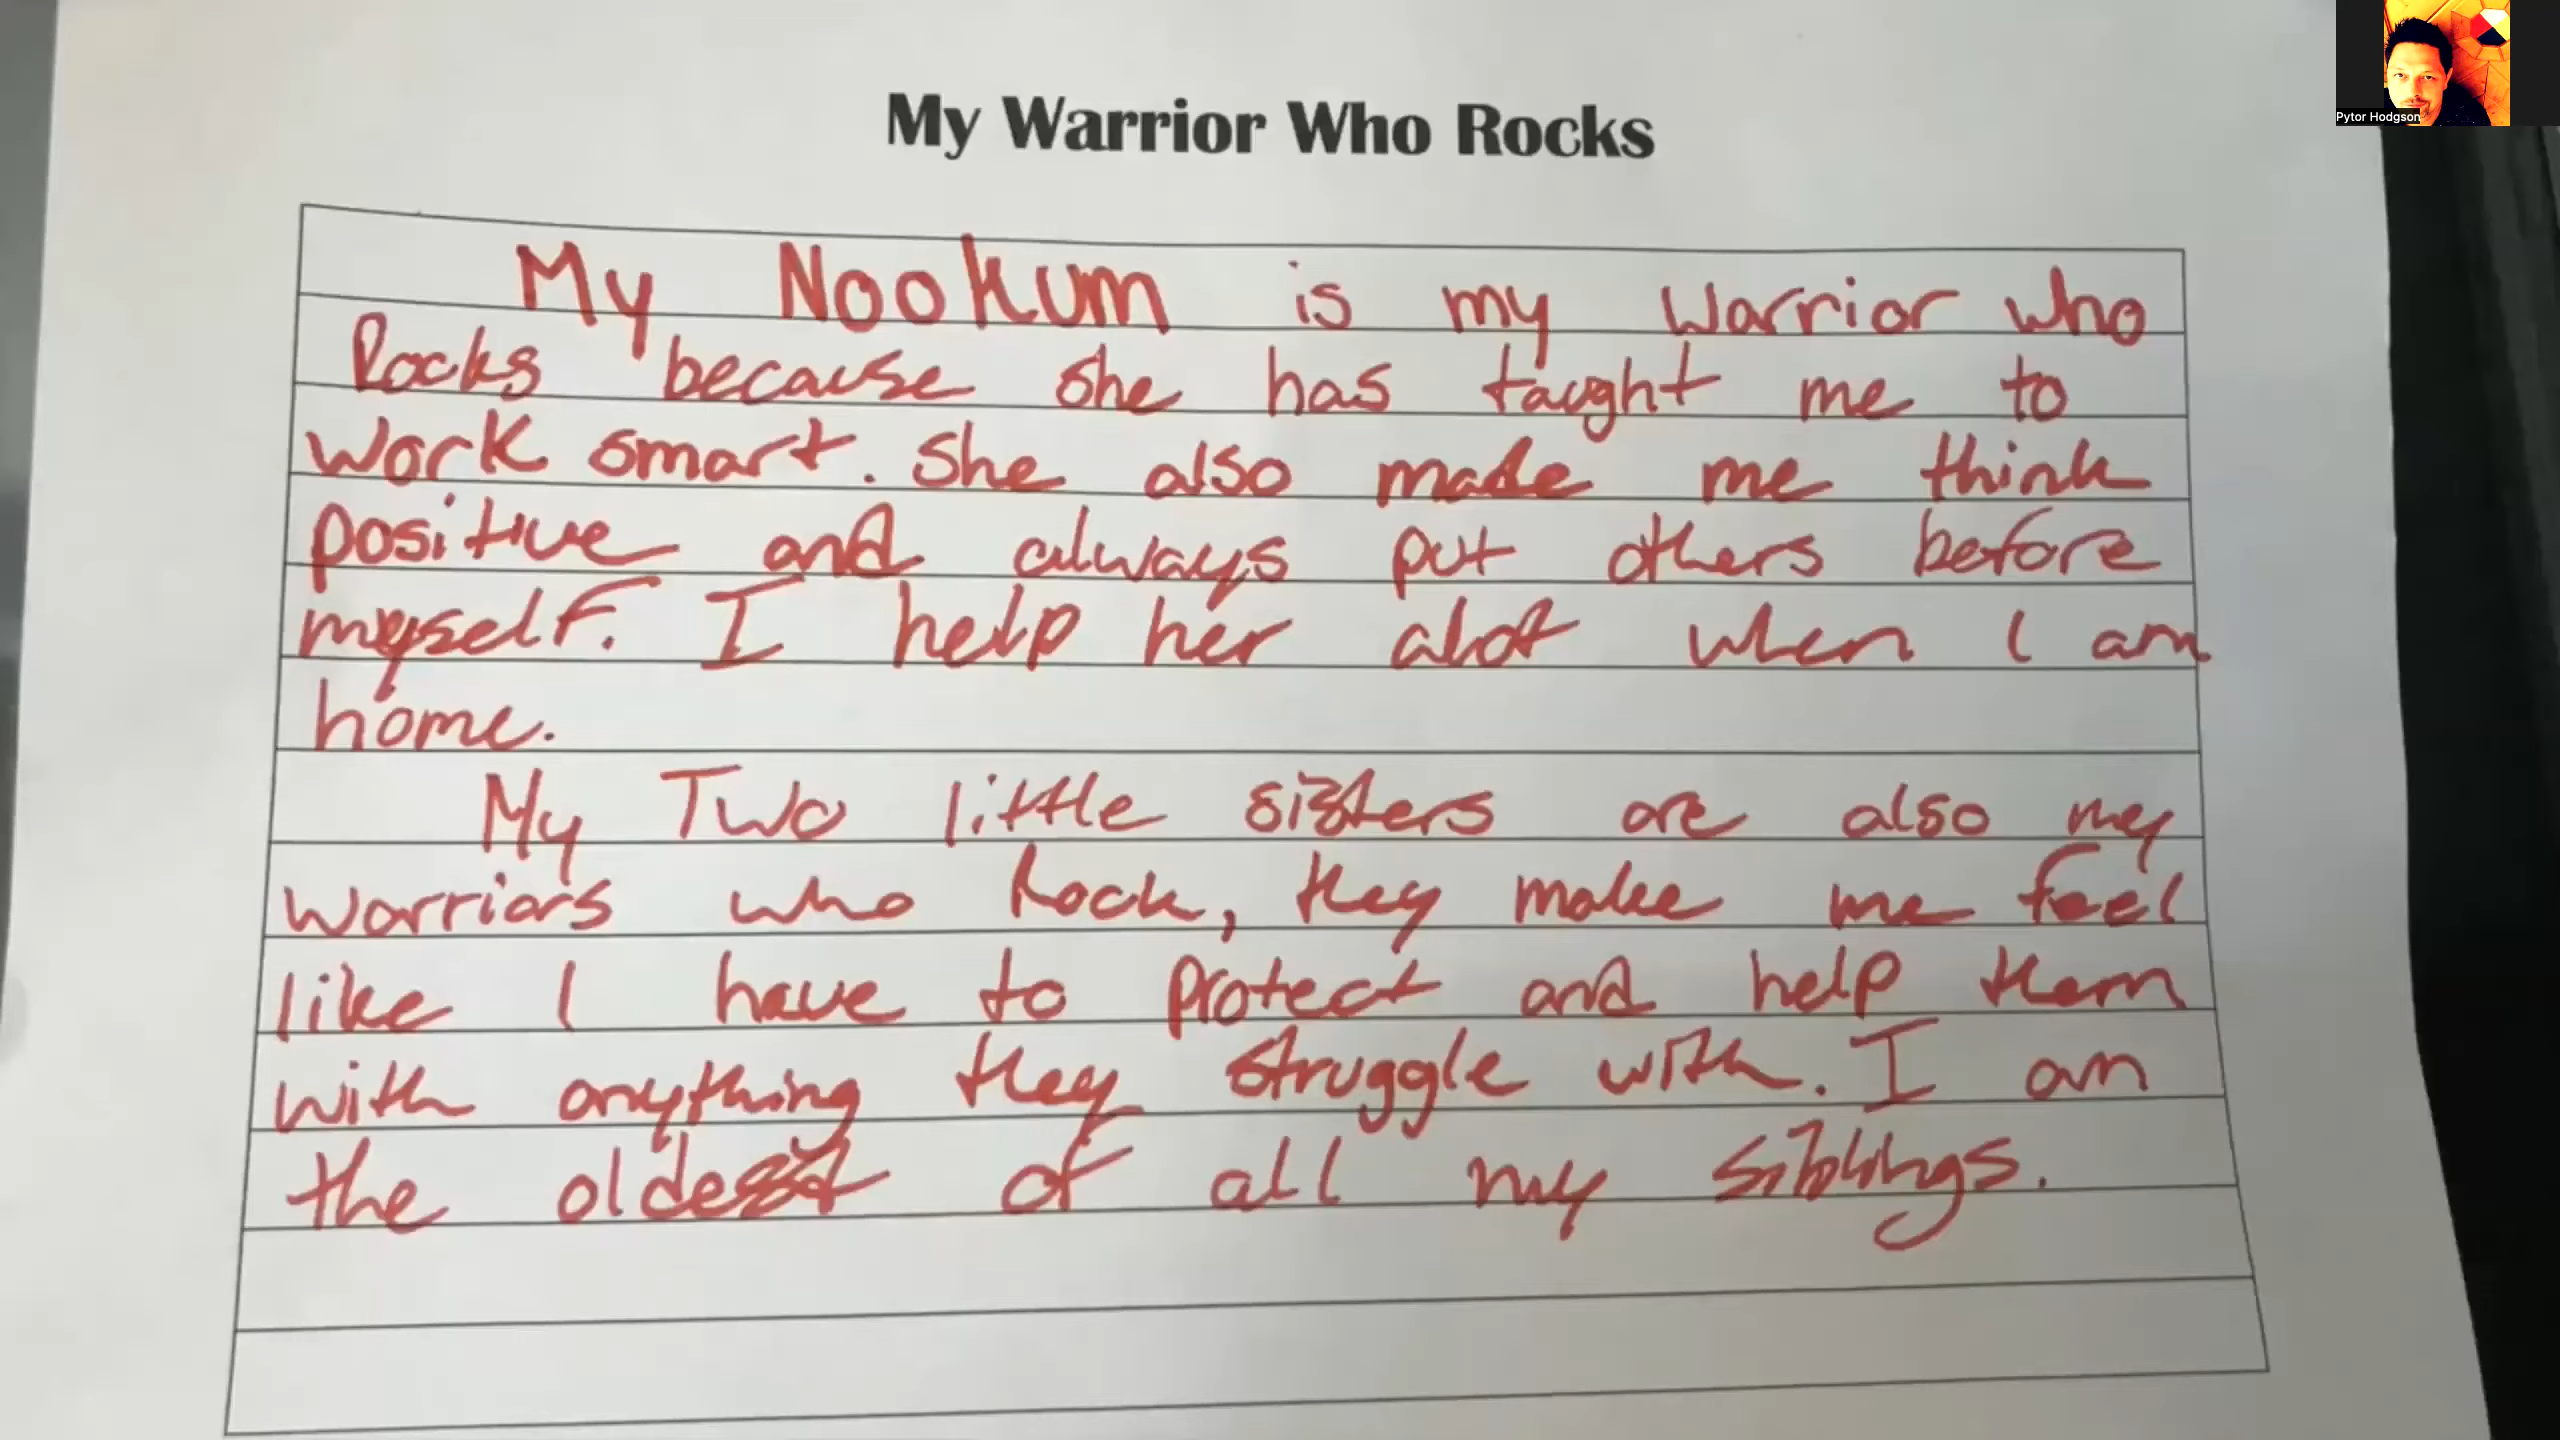 My Warrior Who Rocks
Pytor Hodgson
My Nookum is my Warrior who
Rocks because she has taught me to
work smart. She also made me think
positive and always put others before
myself. I help her alot when I am
home.
My Two little sisters are also my
warriors who Rock, they make me feel
like I have to protect and help them
with anything they struggle with. I am
the oldest of all my siblings.